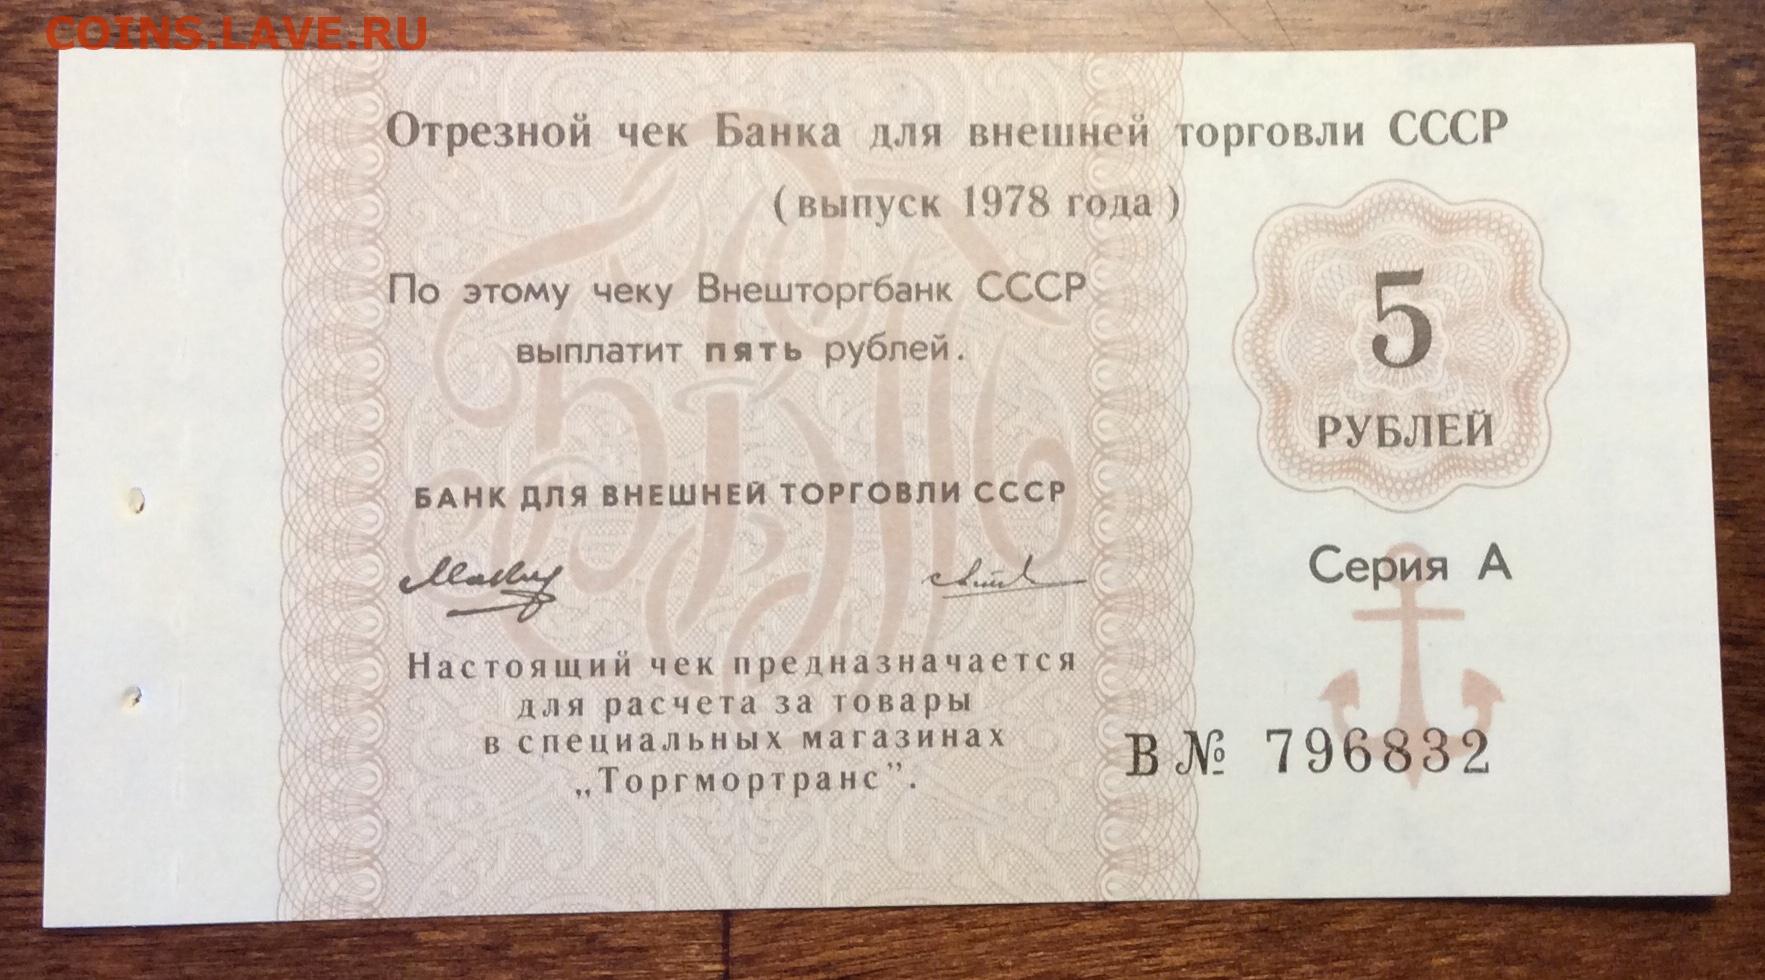 COINS.LAVE.RU
Отрезной чек Банка для внешней торговли СССР
(выпуск 1978 года)
По этому чеку Внешторгбанк СССР
выплатит пять рублей.
5
РУБЛЕЙ
БАНК ДЛЯ ВНЕШНЕЙ ТОРГОВЛИ СССР
Серия А
Настоящий чек предназначается
для расчета за товары
в специальных магазинах
„Торгмортранс”.
В № 796832